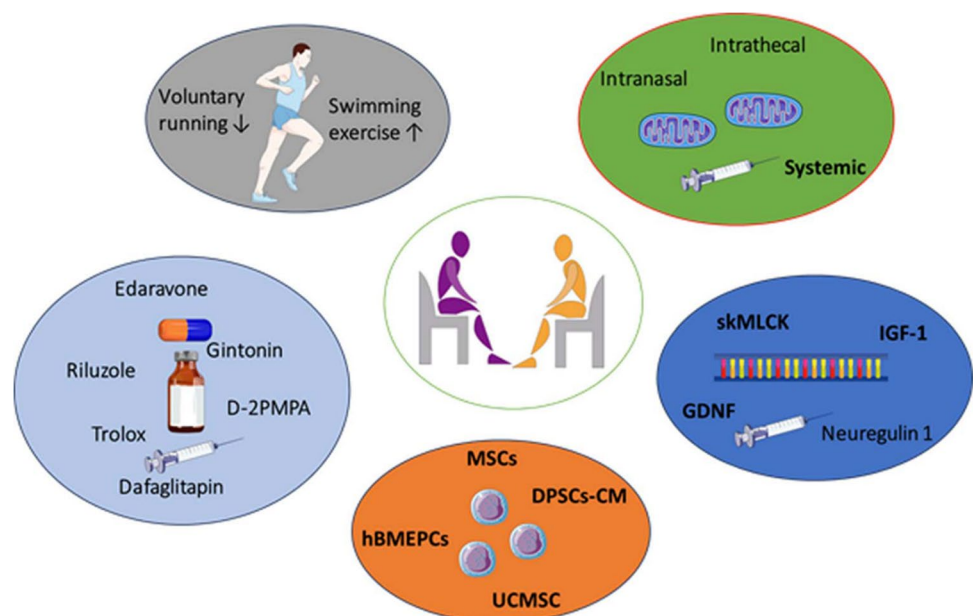 Voluntary
running ↓
Swimming
exercise ↑
Intrathecal
Intranasal
Systemic
Edaravone
Gintonin
Riluzole
D-2PMPA
Trolox
Dafaglitapin
skMLCK
IGF-1
GDNF
Neuregulin 1
MSCs
DPSCs-CM
hBMEPCs
UCMSC